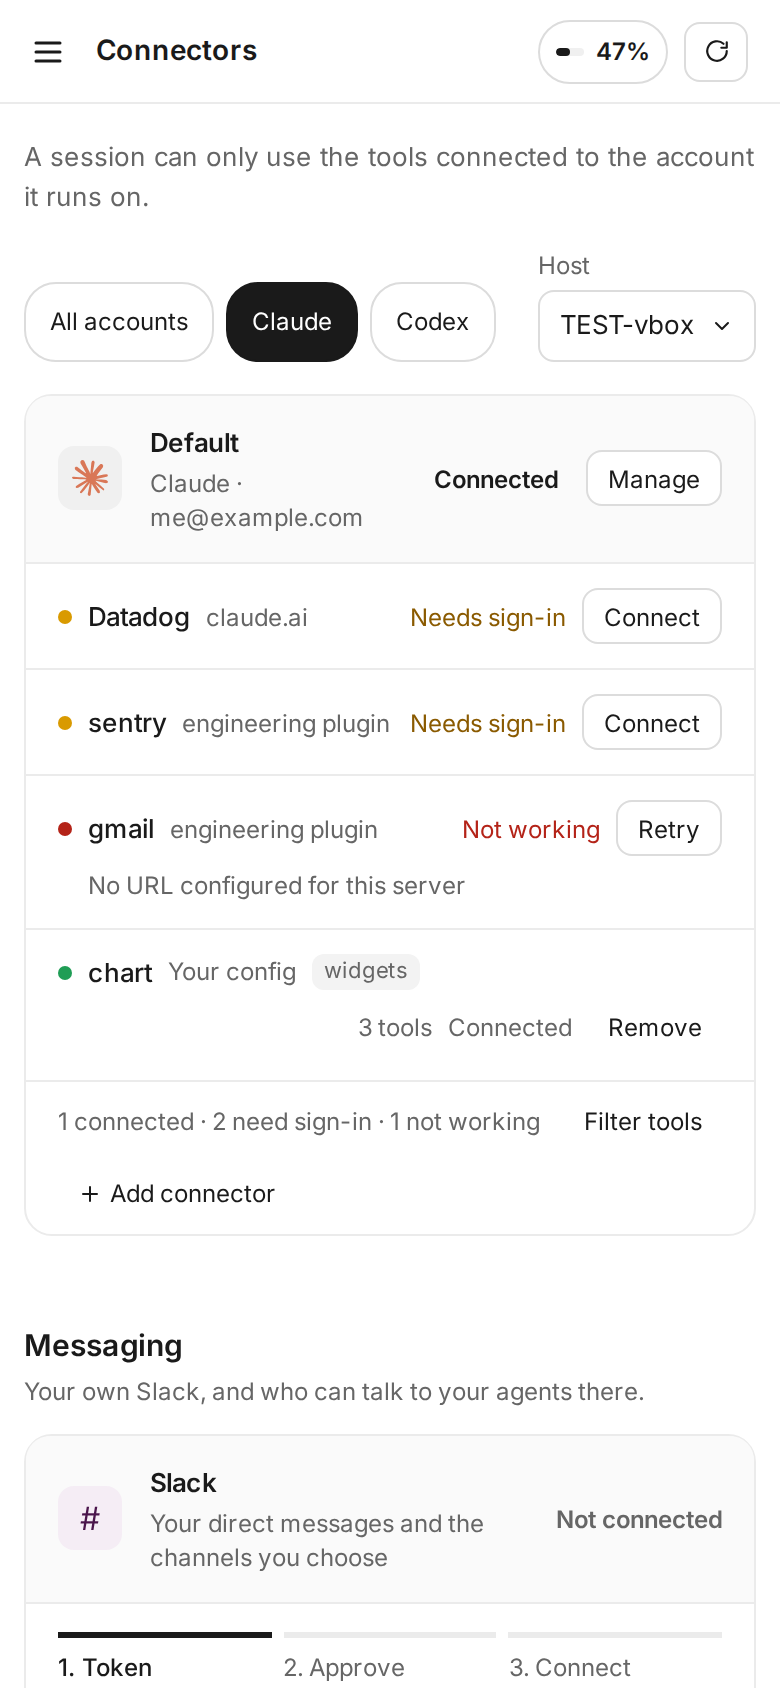 Connectors
47%
A session can only use the tools connected to the account
it runs on.
Host
All accounts
Claude
Codex
TEST-vbox
Default
Claude ·
me@example.com
Connected
Manage
Datadog claude.ai
Needs sign-in
Connect
sentry engineering plugin
Needs sign-in
Connect
gmail engineering plugin
Not working
Retry
No URL configured for this server
chart Your config widgets
3 tools Connected Remove
1 connected · 2 need sign-in · 1 not working
Filter tools
+ Add connector
Messaging
Your own Slack, and who can talk to your agents there.
#
Slack
Your direct messages and the
channels you choose
Not connected
1. Token
2. Approve
3. Connect